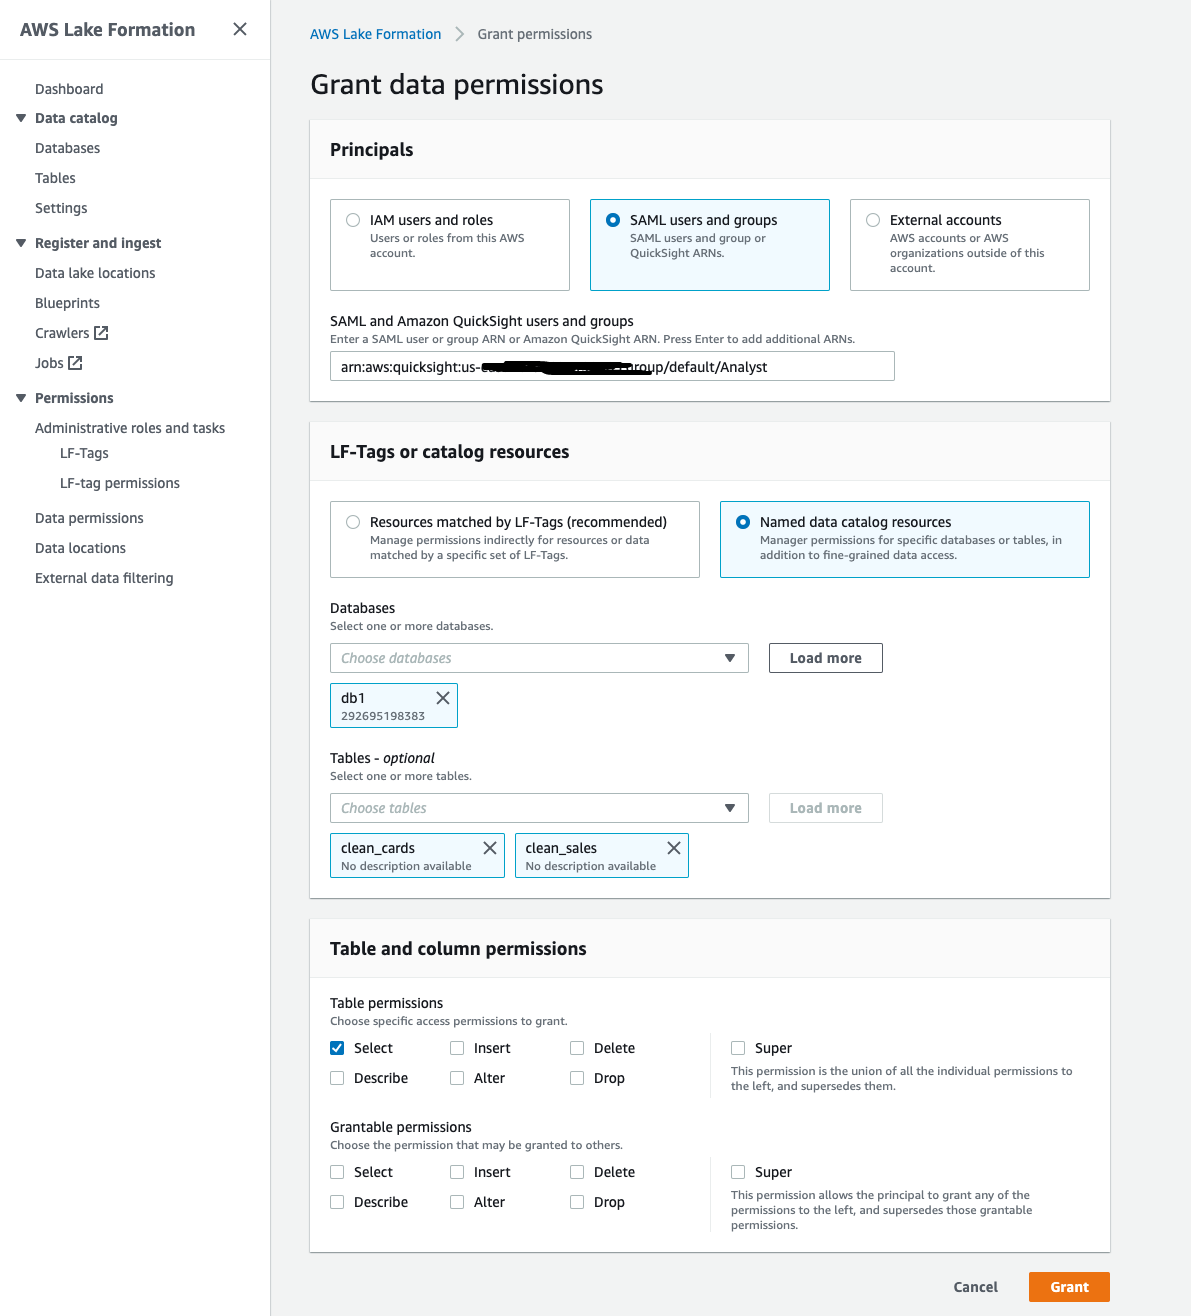 AWS Lake Formation
Dashboard
Data catalog
Databases
Tables
Settings
Register and ingest
Data lake locations
Blueprints
Crawlers
Jobs
Permissions
Administrative roles and tasks
LF-Tags
LF-tag permissions
Data permissions
Data locations
External data filtering
AWS Lake Formation > Grant permissions
Grant data permissions
Principals
IAM users and roles
Users or roles from this AWS
account.
SAML users and groups
SAML users and group or
QuickSight ARNs.
External accounts
AWS accounts or AWS
organizations outside of this
account.
SAML and Amazon QuickSight users and groups
Enter a SAML user or group ARN or Amazon QuickSight ARN. Press Enter to add additional ARNs.
arn:aws:quicksight:us- group/default/Analyst
LF-Tags or catalog resources
Resources matched by LF-Tags (recommended)
Manage permissions indirectly for resources or data
matched by a specific set of LF-Tags.
Named data catalog resources
Manager permissions for specific databases or tables, in
addition to fine-grained data access.
Databases
Select one or more databases.
Choose databases
Load more
db1
292695198383
Tables - optional
Select one or more tables.
Choose tables
Load more
clean_cards
No description available
clean_sales
No description available
Table and column permissions
Table permissions
Choose specific access permissions to grant.
Select Insert Delete
Describe Alter Drop
Super
This permission is the union of all the individual permissions to
the left, and supersedes them.
Grantable permissions
Choose the permission that may be granted to others.
Select Insert Delete
Describe Alter Drop
Super
This permission allows the principal to grant any of the
permissions to the left, and supersedes those grantable
permissions.
Cancel
Grant